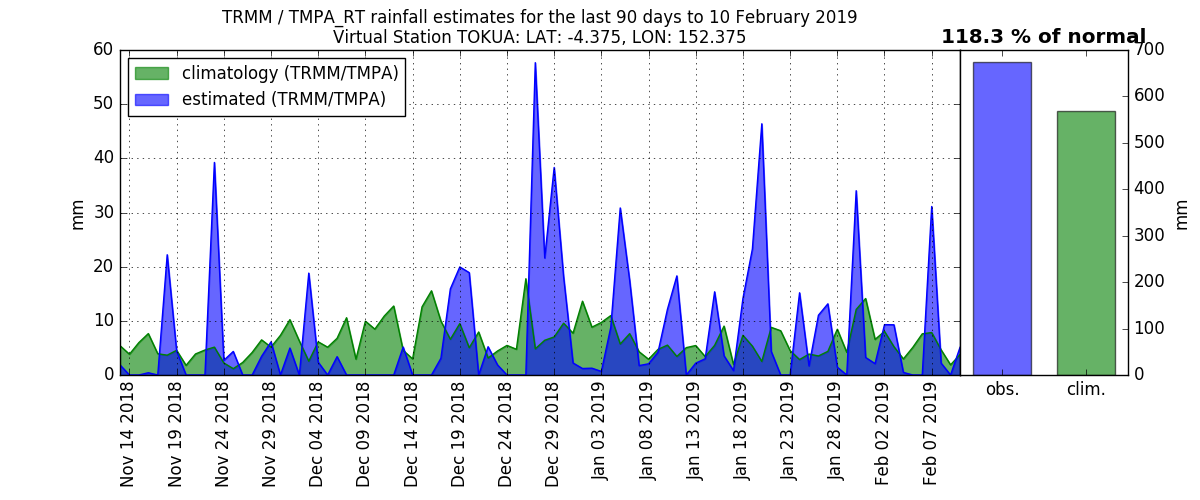 TRMM / TMPA_RT rainfall estimates for the last 90 days to 10 February 2019
Virtual Station TOKUA: LAT: -4.375, LON: 152.375
118.3 % of normal
climatology (TRMM/TMPA)
estimated (TRMM/TMPA)
60
50
40
30
20
10
0
mm
Nov 14 2018
Nov 19 2018
Nov 24 2018
Nov 29 2018
Dec 04 2018
Dec 09 2018
Dec 14 2018
Dec 19 2018
Dec 24 2018
Dec 29 2018
Jan 03 2019
Jan 08 2019
Jan 13 2019
Jan 18 2019
Jan 23 2019
Jan 28 2019
Feb 02 2019
Feb 07 2019
obs.
clim.
700
600
500
400
300
200
100
0
mm